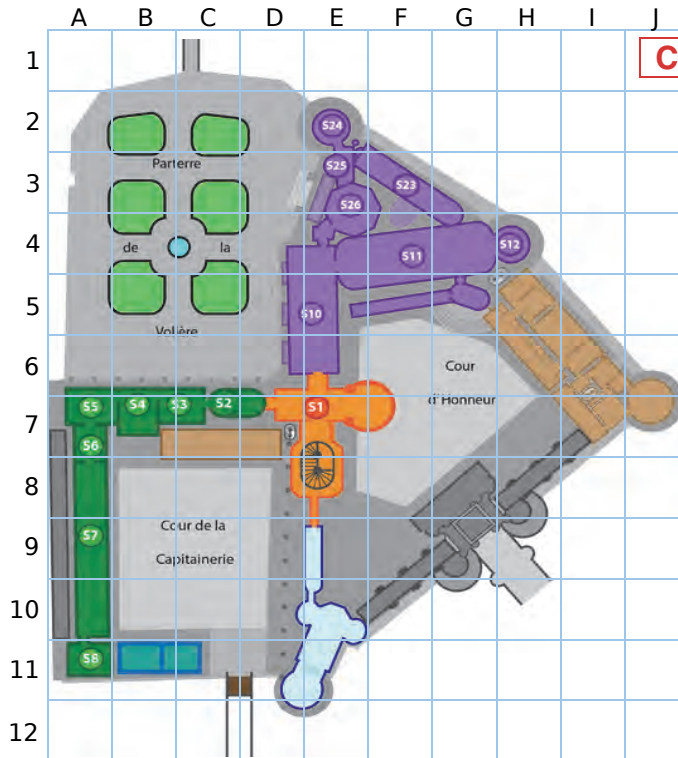 A B C D E F G H I J
1
C
2
S24
Parterre
S25
3
S23
S26
4
de la
S12
S11
5
S10
Volière
6
Cour
d'Honneur
7
S5 S4 S3 S2 S1
S6
8
Cour de la
9
S7
Capitainerie
10
11
S8
12